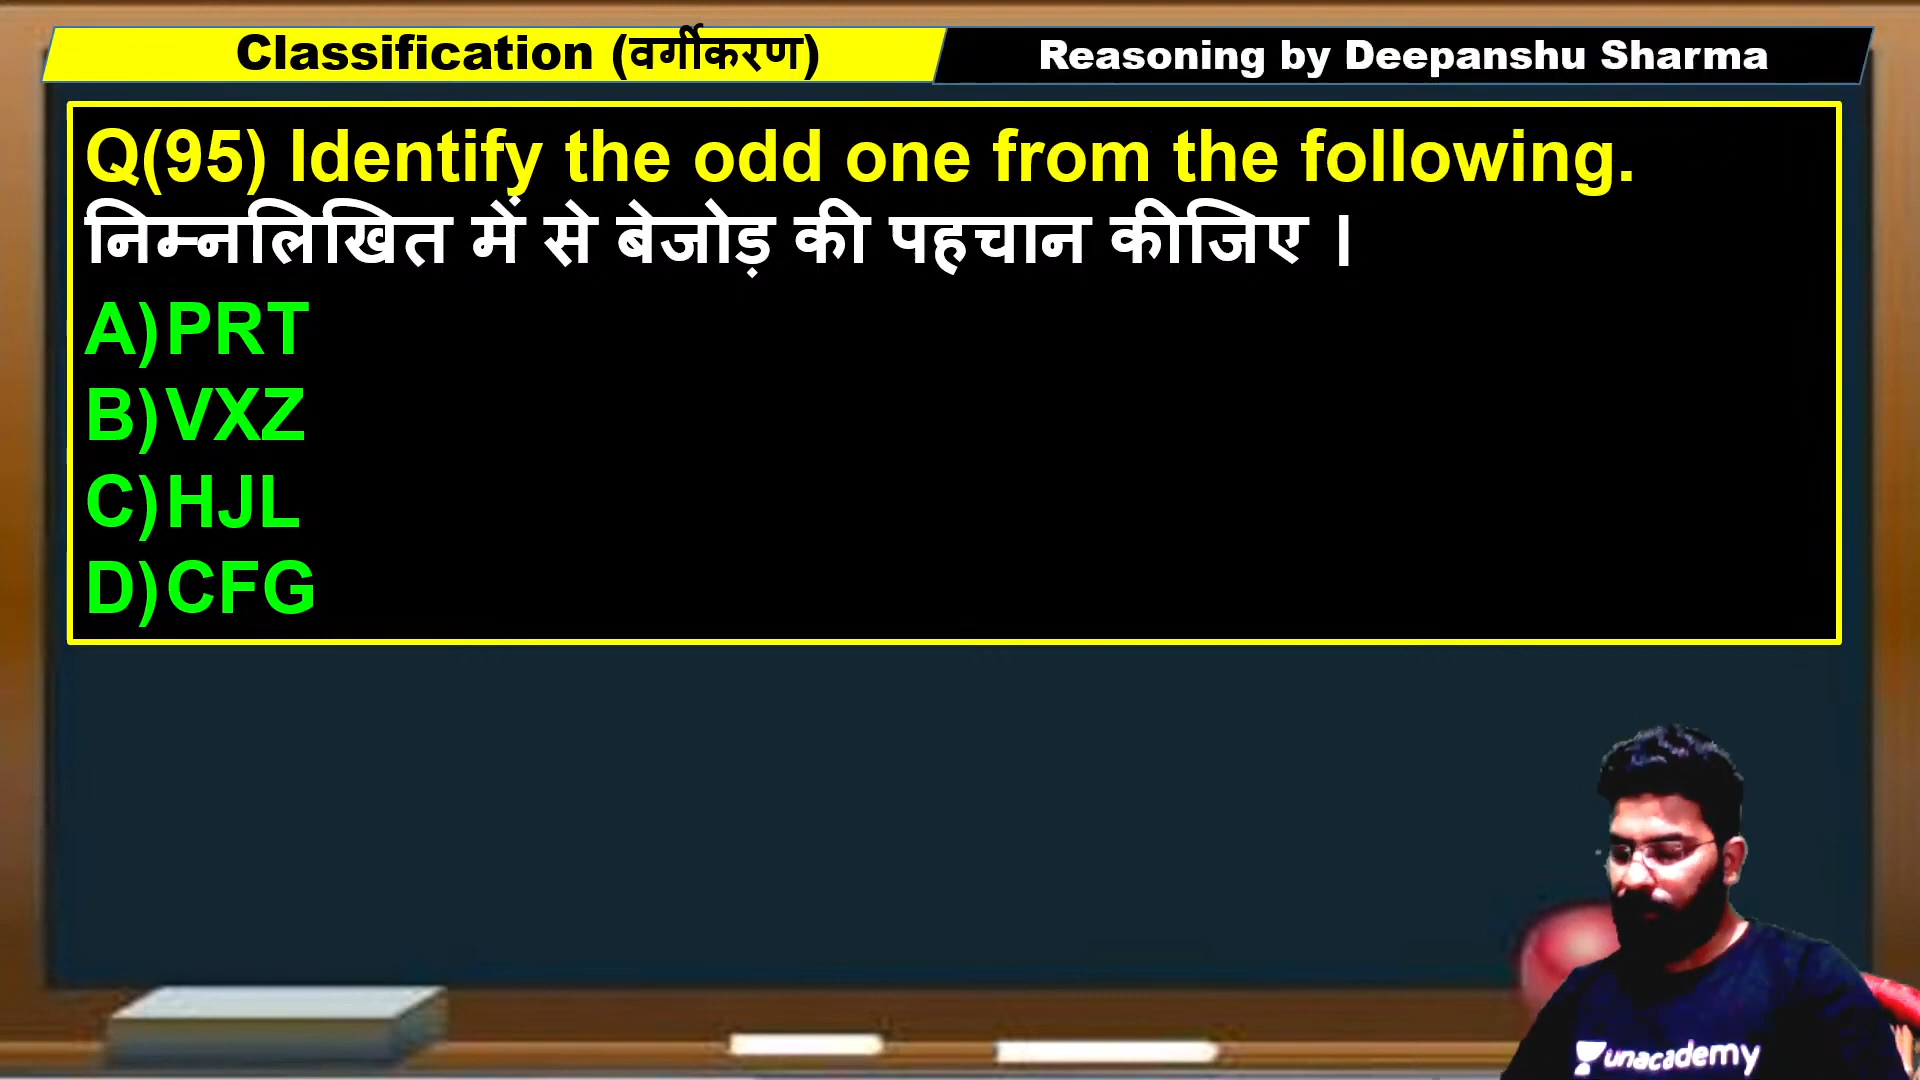 Classification (वर्गीकरण)
Reasoning by Deepanshu Sharma
Q(95) Identify the odd one from the following.
निम्नलिखित में से बेजोड़ की पहचान कीजिए ।
A)PRT
B)VXZ
C)HJL
D)CFG
unacademy